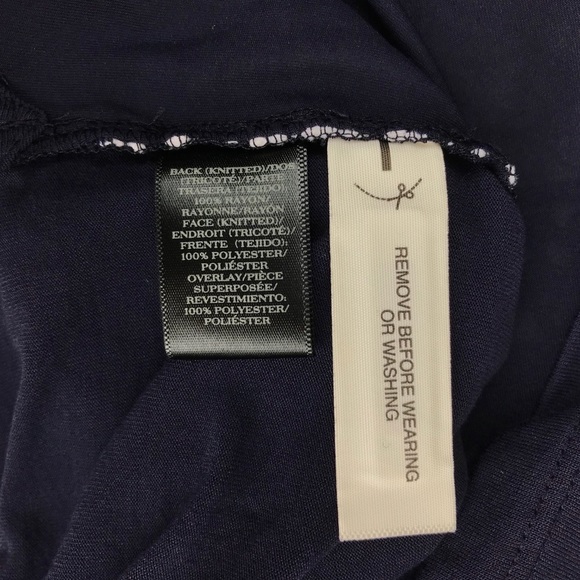 BACK (KNITTED)/DOS
(TRICOTÉ)/PARTE
TRASERA (TEJIDO):
100% RAYON/
RAYONNE/RAYÓN
FACE (KNITTED)/
ENDROIT (TRICOTÉ)/
FRENTE (TEJIDO):
100% POLYESTER/
POLIÉSTER
OVERLAY/PIÈCE
SUPERPOSÉE/
REVESTIMIENTO:
100% POLYESTER/
POLIÉSTER
REMOVE BEFORE WEARING
OR WASHING